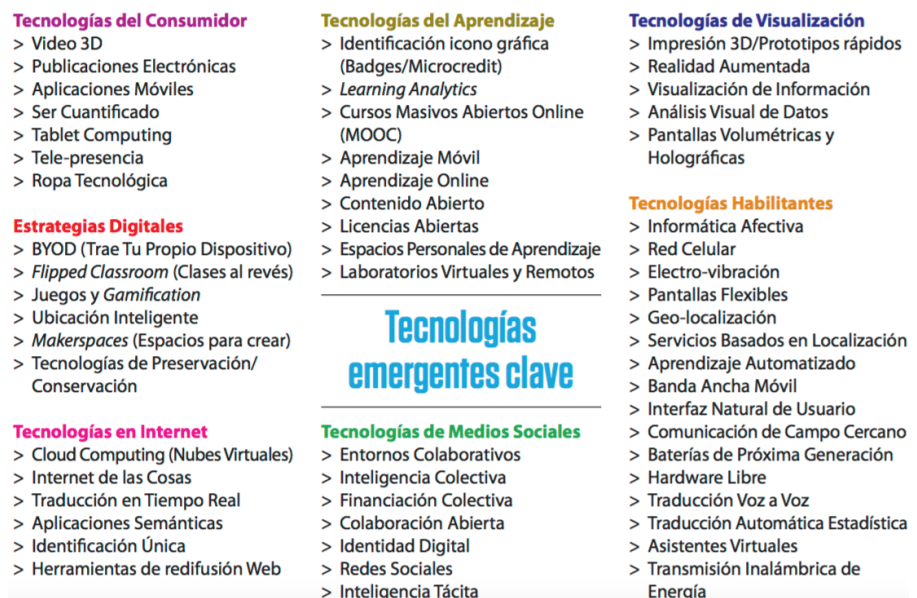 Tecnologías del Consumidor
> Video 3D
> Publicaciones Electrónicas
> Aplicaciones Móviles
> Ser Cuantificado
> Tablet Computing
> Tele-presencia
> Ropa Tecnológica
Estrategias Digitales
> BYOD (Trae Tu Propio Dispositivo)
> Flipped Classroom (Clases al revés)
> Juegos y Gamification
> Ubicación Inteligente
> Makerspaces (Espacios para crear)
> Tecnologías de Preservación/
Conservación
Tecnologías en Internet
> Cloud Computing (Nubes Virtuales)
> Internet de las Cosas
> Traducción en Tiempo Real
> Aplicaciones Semánticas
> Identificación Única
> Herramientas de redifusión Web
Tecnologías del Aprendizaje
> Identificación icono gráfica
(Badges/Microcredit)
> Learning Analytics
> Cursos Masivos Abiertos Online
(MOOC)
> Aprendizaje Móvil
> Aprendizaje Online
> Contenido Abierto
> Licencias Abiertas
> Espacios Personales de Aprendizaje
> Laboratorios Virtuales y Remotos
Tecnologías
emergentes clave
Tecnologías de Medios Sociales
> Entornos Colaborativos
> Inteligencia Colectiva
> Financiación Colectiva
> Colaboración Abierta
> Identidad Digital
> Redes Sociales
> Inteligencia Tácita
Tecnologías de Visualización
> Impresión 3D/Prototipos rápidos
> Realidad Aumentada
> Visualización de Información
> Análisis Visual de Datos
> Pantallas Volumétricas y
Holográficas
Tecnologías Habilitantes
> Informática Afectiva
> Red Celular
> Electro-vibración
> Pantallas Flexibles
> Geo-localización
> Servicios Basados en Localización
> Aprendizaje Automatizado
> Banda Ancha Móvil
> Interfaz Natural de Usuario
> Comunicación de Campo Cercano
> Baterías de Próxima Generación
> Hardware Libre
> Traducción Voz a Voz
> Traducción Automática Estadística
> Asistentes Virtuales
> Transmisión Inalámbrica de
Energía